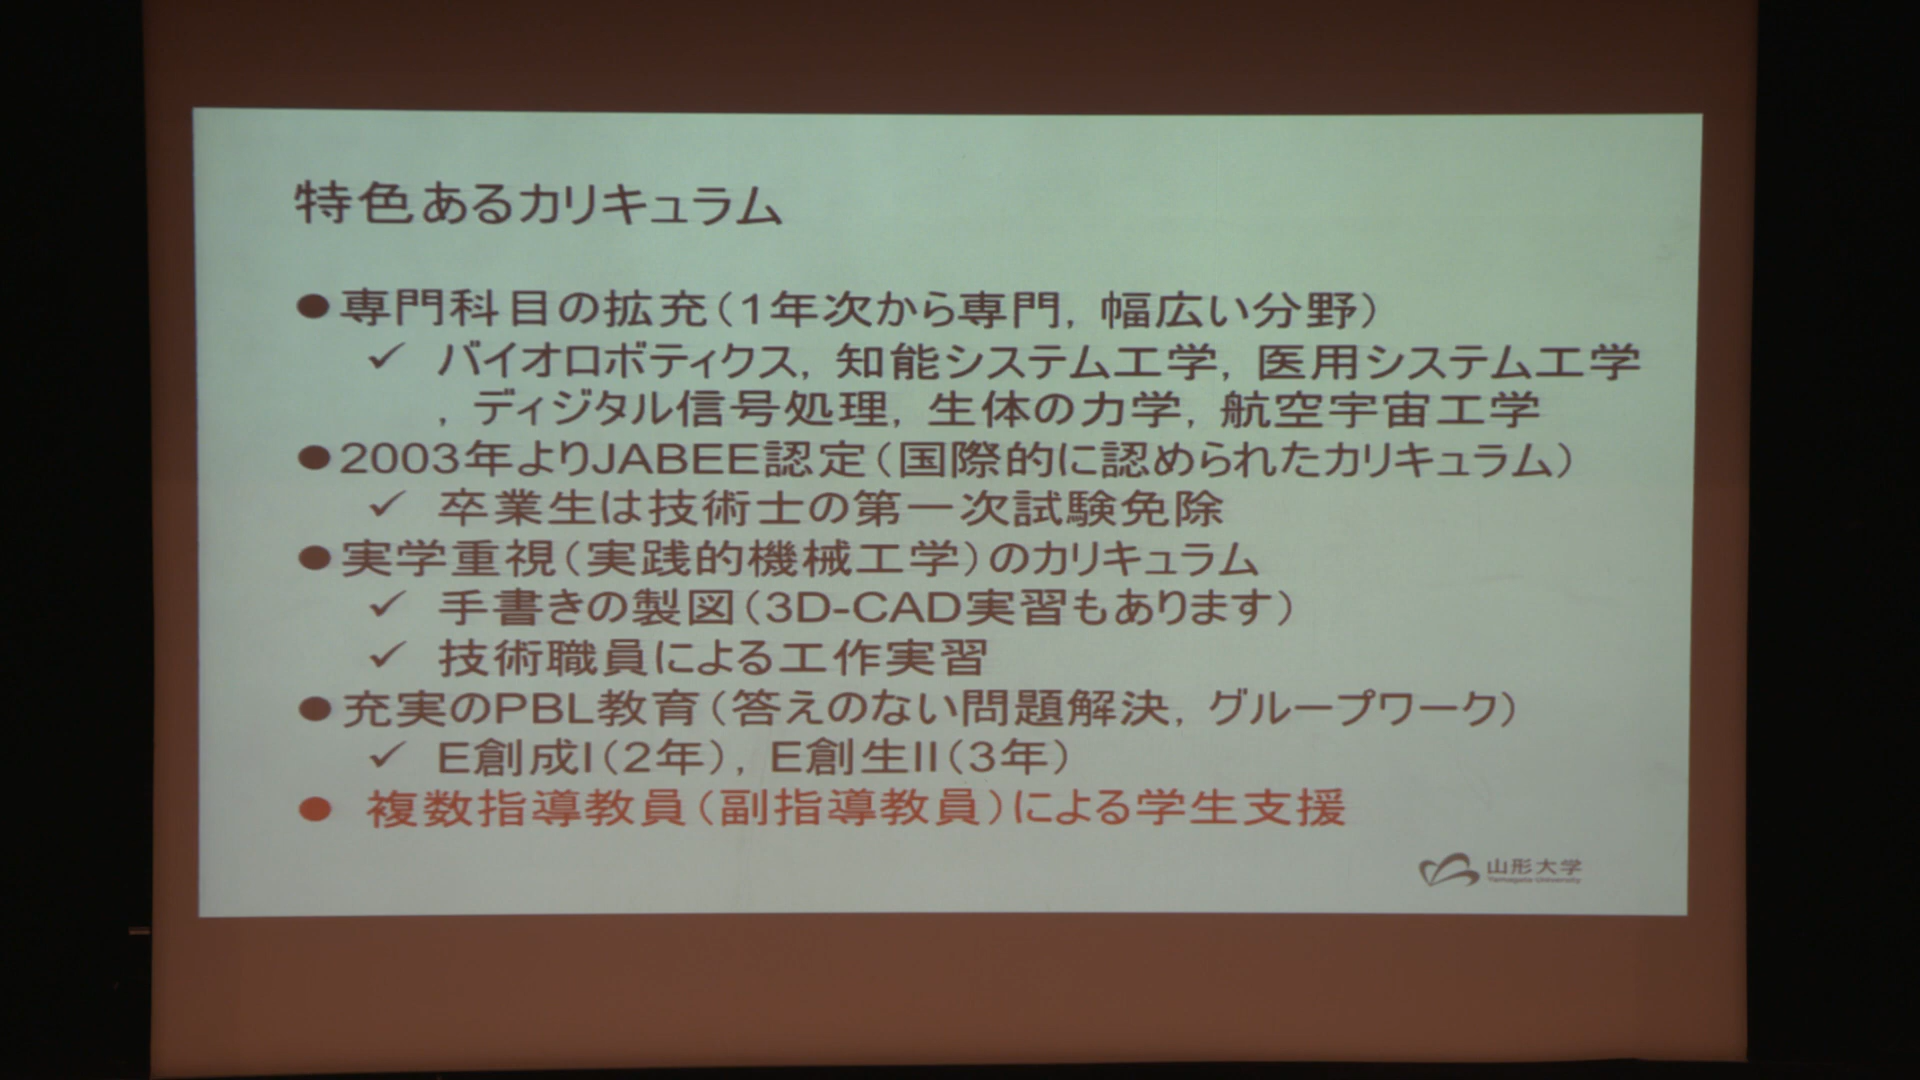 特色あるカリキュラム
●専門科目の拡充（1年次から専門，幅広い分野）
✓ バイオロボティクス，知能システム工学，医用システム工学
，ディジタル信号処理，生体の力学，航空宇宙工学
●2003年よりJABEE認定（国際的に認められたカリキュラム）
✓ 卒業生は技術士の第一次試験免除
●実学重視（実践的機械工学）のカリキュラム
✓ 手書きの製図（3D-CAD実習もあります）
✓ 技術職員による工作実習
●充実のPBL教育（答えのない問題解決，グループワーク）
✓ E創成I（2年），E創生II（3年）
● 複数指導教員（副指導教員）による学生支援
山形大学
Yamagata University